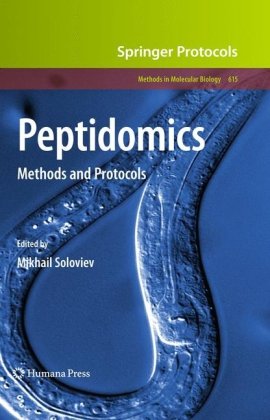 Springer Protocols
Methods in Molecular Biology 615
Peptidomics
Methods and Protocols
Edited by
Mikhail Soloviev
Humana Press